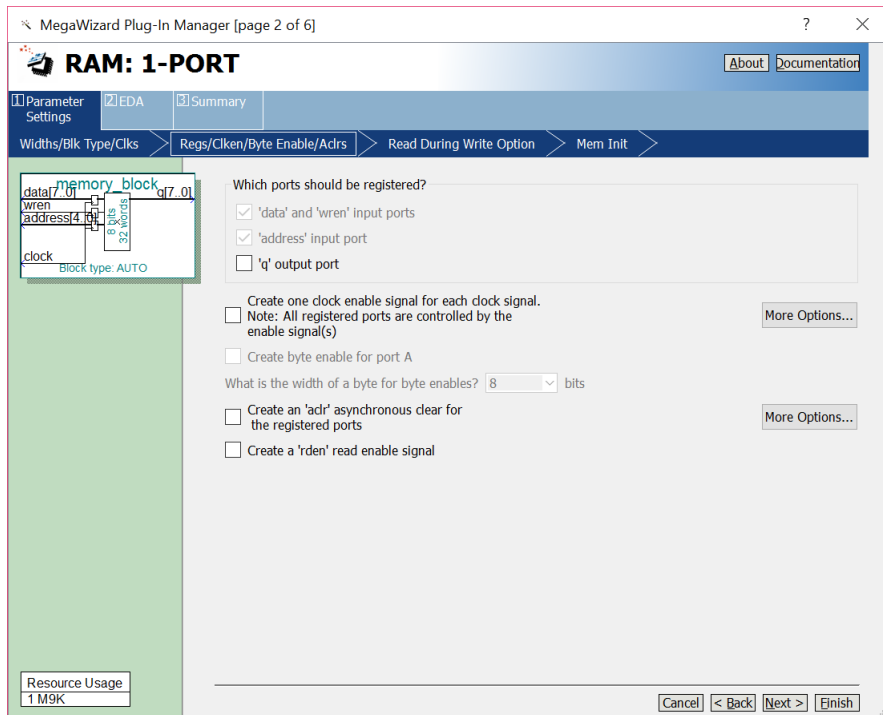 MegaWizard Plug-In Manager [page 2 of 6]
RAM: 1-PORT
About Documentation
1 Parameter Settings
2 EDA
3 Summary
Widths/Blk Type/Clks
Regs/Clken/Byte Enable/Aclrs
Read During Write Option
Mem Init
memory_block
data[7..0] q[7..0]
wren
address[4..0]
8 bits
32 words
clock
Block type: AUTO
Which ports should be registered?
'data' and 'wren' input ports
'address' input port
'q' output port
Create one clock enable signal for each clock signal.
Note: All registered ports are controlled by the
enable signal(s)
More Options...
Create byte enable for port A
What is the width of a byte for byte enables? 8 bits
Create an 'aclr' asynchronous clear for
the registered ports
More Options...
Create a 'rden' read enable signal
Resource Usage
1 M9K
Cancel < Back Next > Finish